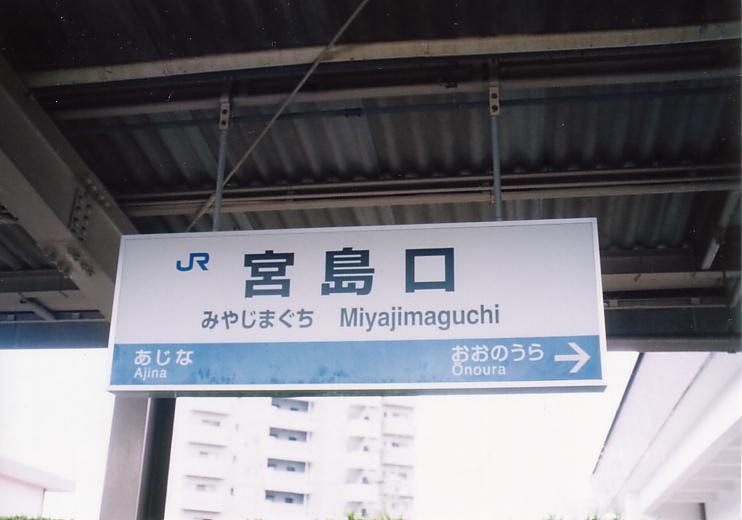 JR 宮島口
みやじまぐち Miyajimaguchi
あじな おおのうら
Ajina Ōnoura